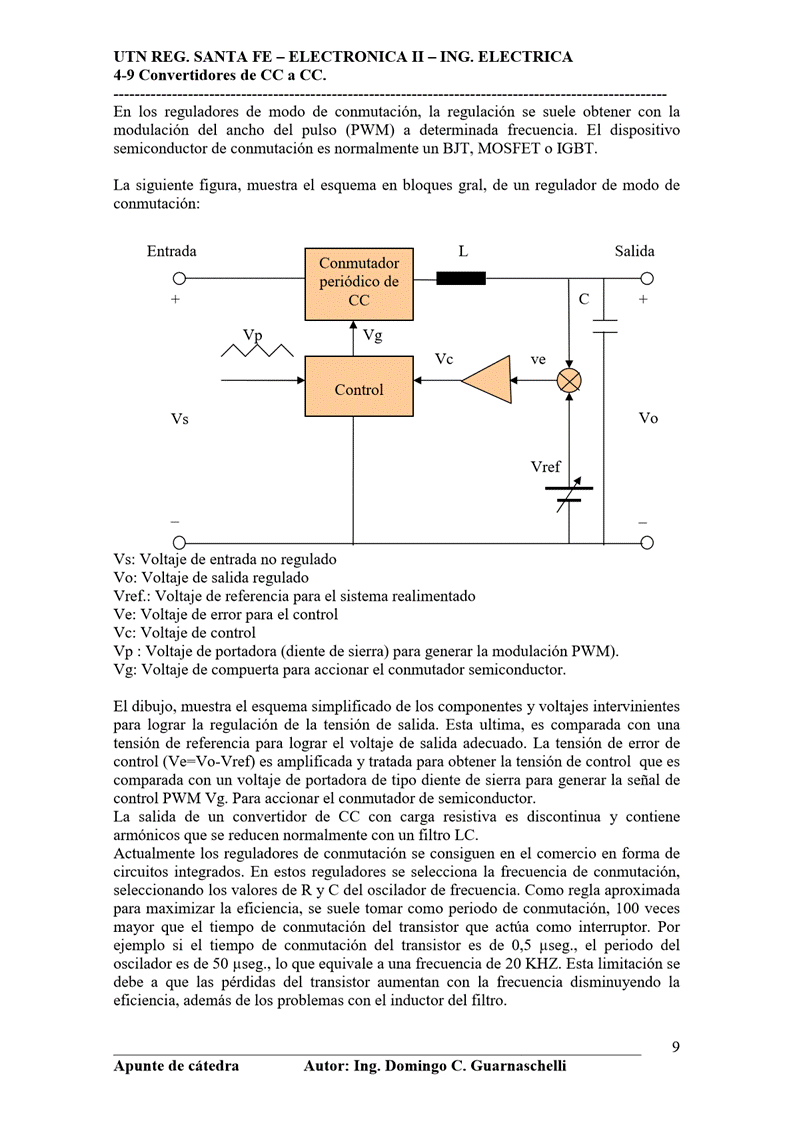 UTN REG. SANTA FE – ELECTRONICA II – ING. ELECTRICA
4-9 Convertidores de CC a CC.
En los reguladores de modo de conmutación, la regulación se suele obtener con la
modulación del ancho del pulso (PWM) a determinada frecuencia. El dispositivo
semiconductor de conmutación es normalmente un BJT, MOSFET o IGBT.
La siguiente figura, muestra el esquema en bloques gral, de un regulador de modo de
conmutación:
Entrada
L
Salida
Conmutador
periódico de
CC
+
C
+
Vp
Vg
Vc
ve
Control
Vs
Vo
Vref
–
–
Vs: Voltaje de entrada no regulado
Vo: Voltaje de salida regulado
Vref.: Voltaje de referencia para el sistema realimentado
Ve: Voltaje de error para el control
Vc: Voltaje de control
Vp : Voltaje de portadora (diente de sierra) para generar la modulación PWM).
Vg: Voltaje de compuerta para accionar el conmutador semiconductor.
El dibujo, muestra el esquema simplificado de los componentes y voltajes intervinientes
para lograr la regulación de la tensión de salida. Esta ultima, es comparada con una
tensión de referencia para lograr el voltaje de salida adecuado. La tensión de error de
control (Ve=Vo-Vref) es amplificada y tratada para obtener la tensión de control que es
comparada con un voltaje de portadora de tipo diente de sierra para generar la señal de
control PWM Vg. Para accionar el conmutador de semiconductor.
La salida de un convertidor de CC con carga resistiva es discontinua y contiene
armónicos que se reducen normalmente con un filtro LC.
Actualmente los reguladores de conmutación se consiguen en el comercio en forma de
circuitos integrados. En estos reguladores se selecciona la frecuencia de conmutación,
seleccionando los valores de R y C del oscilador de frecuencia. Como regla aproximada
para maximizar la eficiencia, se suele tomar como periodo de conmutación, 100 veces
mayor que el tiempo de conmutación del transistor que actúa como interruptor. Por
ejemplo si el tiempo de conmutación del transistor es de 0,5 µseg., el periodo del
oscilador es de 50 µseg., lo que equivale a una frecuencia de 20 KHZ. Esta limitación se
debe a que las pérdidas del transistor aumentan con la frecuencia disminuyendo la
eficiencia, además de los problemas con el inductor del filtro.
9
Apunte de cátedra Autor: Ing. Domingo C. Guarnaschelli